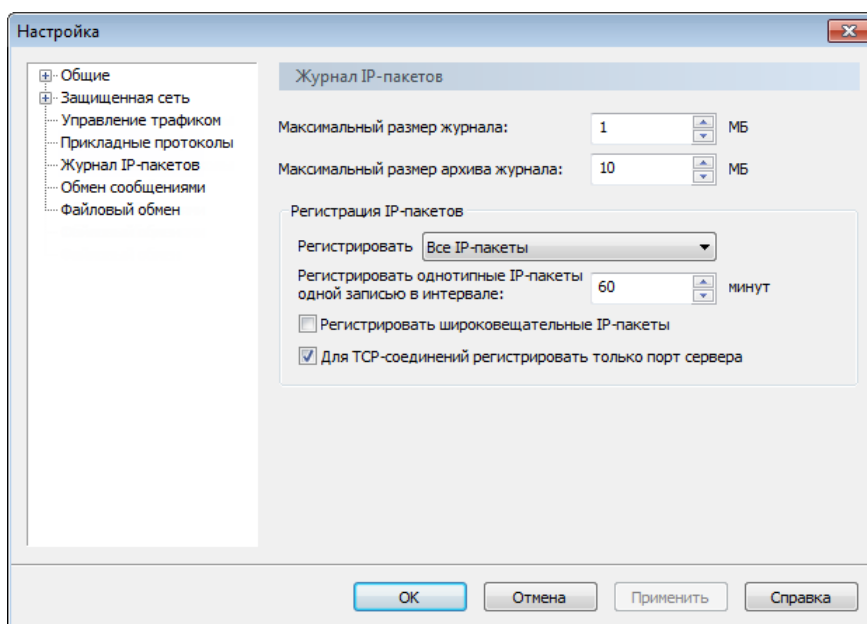 Настройка
Общие
Защищенная сеть
Управление трафиком
Прикладные протоколы
Журнал IP-пакетов
Обмен сообщениями
Файловый обмен
Журнал IP-пакетов
Максимальный размер журнала: 1 МБ
Максимальный размер архива журнала: 10 МБ
Регистрация IP-пакетов
Регистрировать Все IP-пакеты
Регистрировать однотипные IP-пакеты
одной записью в интервале: 60 минут
Регистрировать широковещательные IP-пакеты
Для TCP-соединений регистрировать только порт сервера
OK Отмена Применить Справка